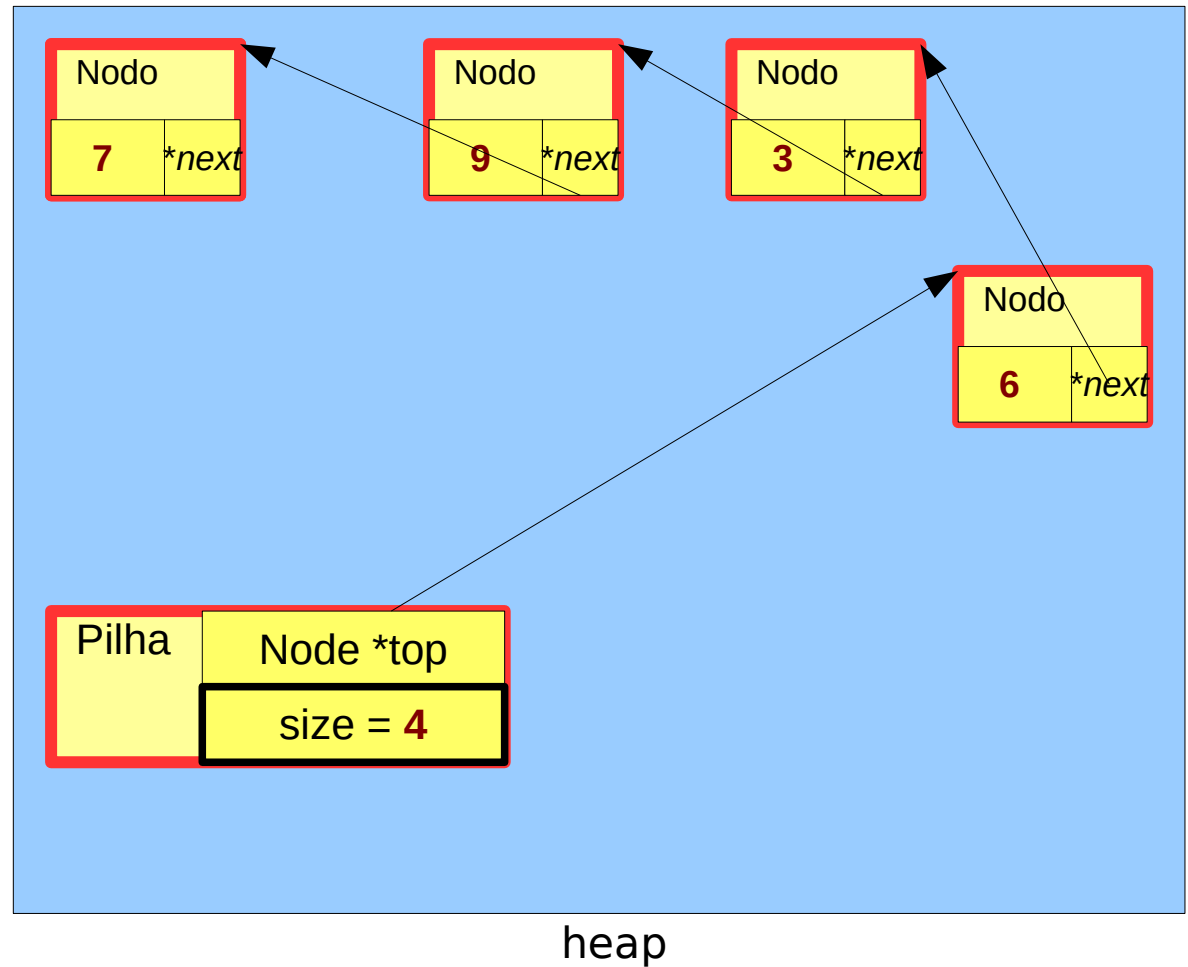 Nodo
7 *next
Nodo
9 *next
Nodo
3 *next
Nodo
6 *next
Pilha
Node *top
size = 4
heap